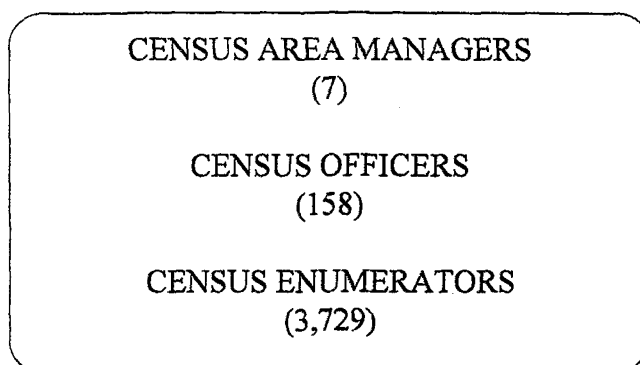 CENSUS AREA MANAGERS
(7)
CENSUS OFFICERS
(158)
CENSUS ENUMERATORS
(3,729)